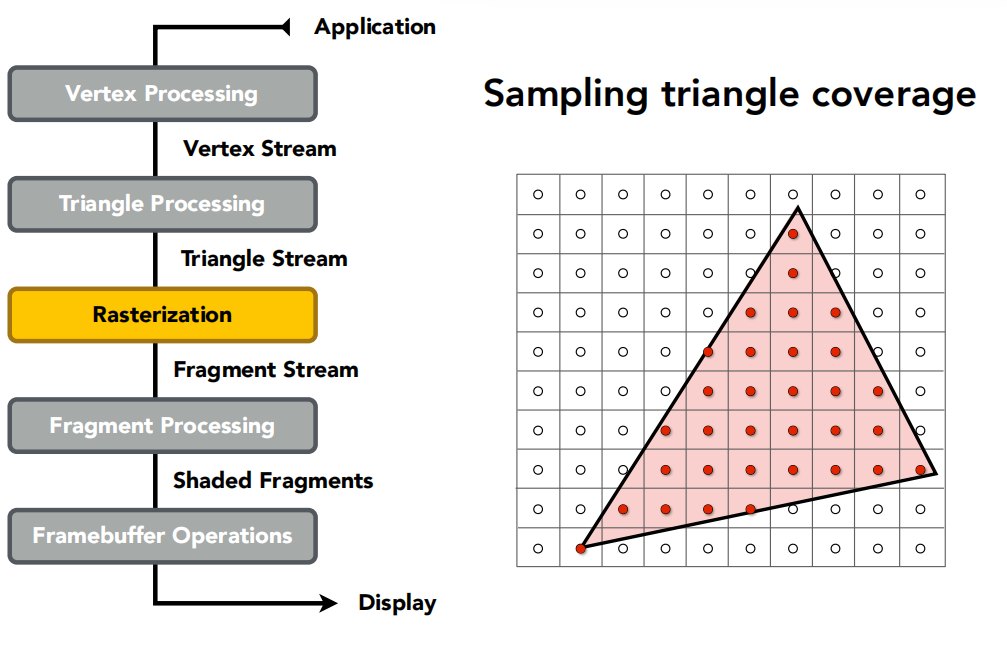 Application
Vertex Processing
Vertex Stream
Triangle Processing
Triangle Stream
Rasterization
Fragment Stream
Fragment Processing
Shaded Fragments
Framebuffer Operations
Display
Sampling triangle coverage